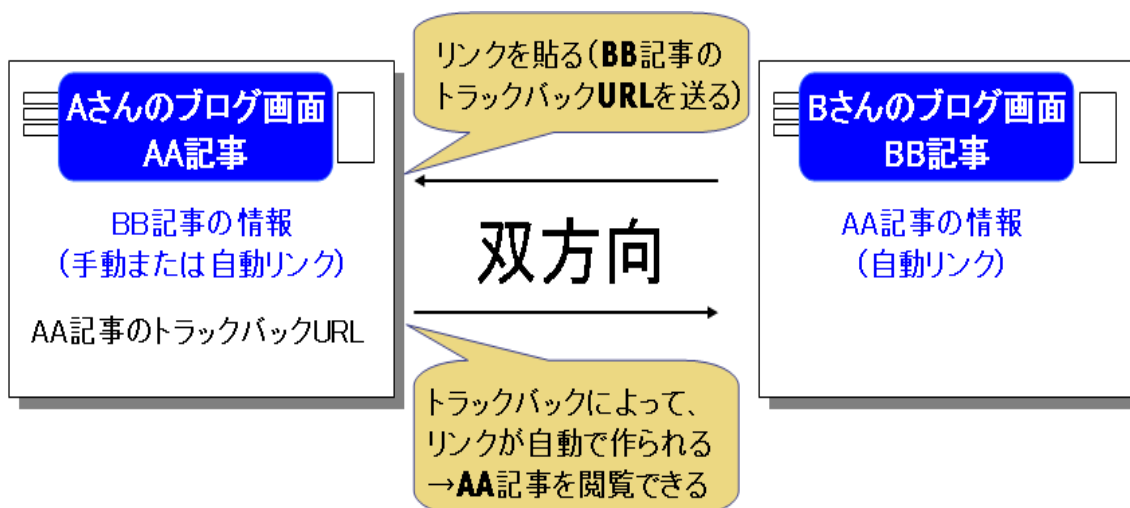 リンクを貼る(BB記事の
トラックバックURLを送る)
Aさんのブログ画面
AA記事
BB記事の情報
(手動または自動リンク)
AA記事のトラックバックURL
双方向
Bさんのブログ画面
BB記事
AA記事の情報
(自動リンク)
トラックバックによって、
リンクが自動で作られる
→AA記事を閲覧できる